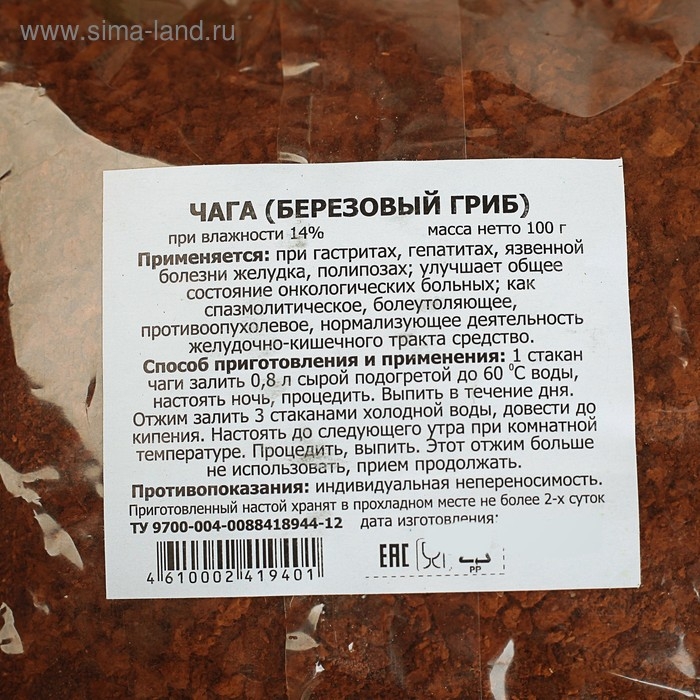 www.sima-land.ru
ЧАГА (БЕРЕЗОВЫЙ ГРИБ)
при влажности 14% масса нетто 100 г
Применяется: при гастритах, гепатитах, язвенной
болезни желудка, полипозах; улучшает общее
состояние онкологических больных; как
спазмолитическое, болеутоляющее,
противоопухолевое, нормализующее деятельность
желудочно-кишечного тракта средство.
Способ приготовления и применения: 1 стакан
чаги залить 0,8 л сырой подогретой до 60 ⁰С воды,
настоять ночь, процедить. Выпить в течение дня.
Отжим залить 3 стаканами холодной воды, довести до
кипения. Настоять до следующего утра при комнатной
температуре. Процедить, выпить. Этот отжим больше
не использовать, прием продолжать.
Противопоказания: индивидуальная непереносимость.
Приготовленный настой хранят в прохладном месте не более 2-х суток
ТУ 9700-004-0088418944-12 дата изготовления:
4 610002 419401 ЕАС PP